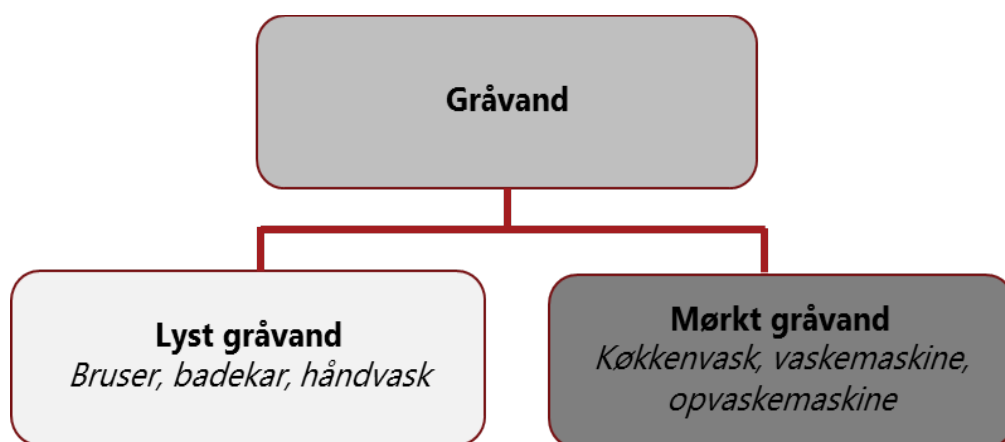 Gråvand
Lyst gråvand
Bruser, badekar, håndvask
Mørkt gråvand
Køkkenvask, vaskemaskine,
opvaskemaskine